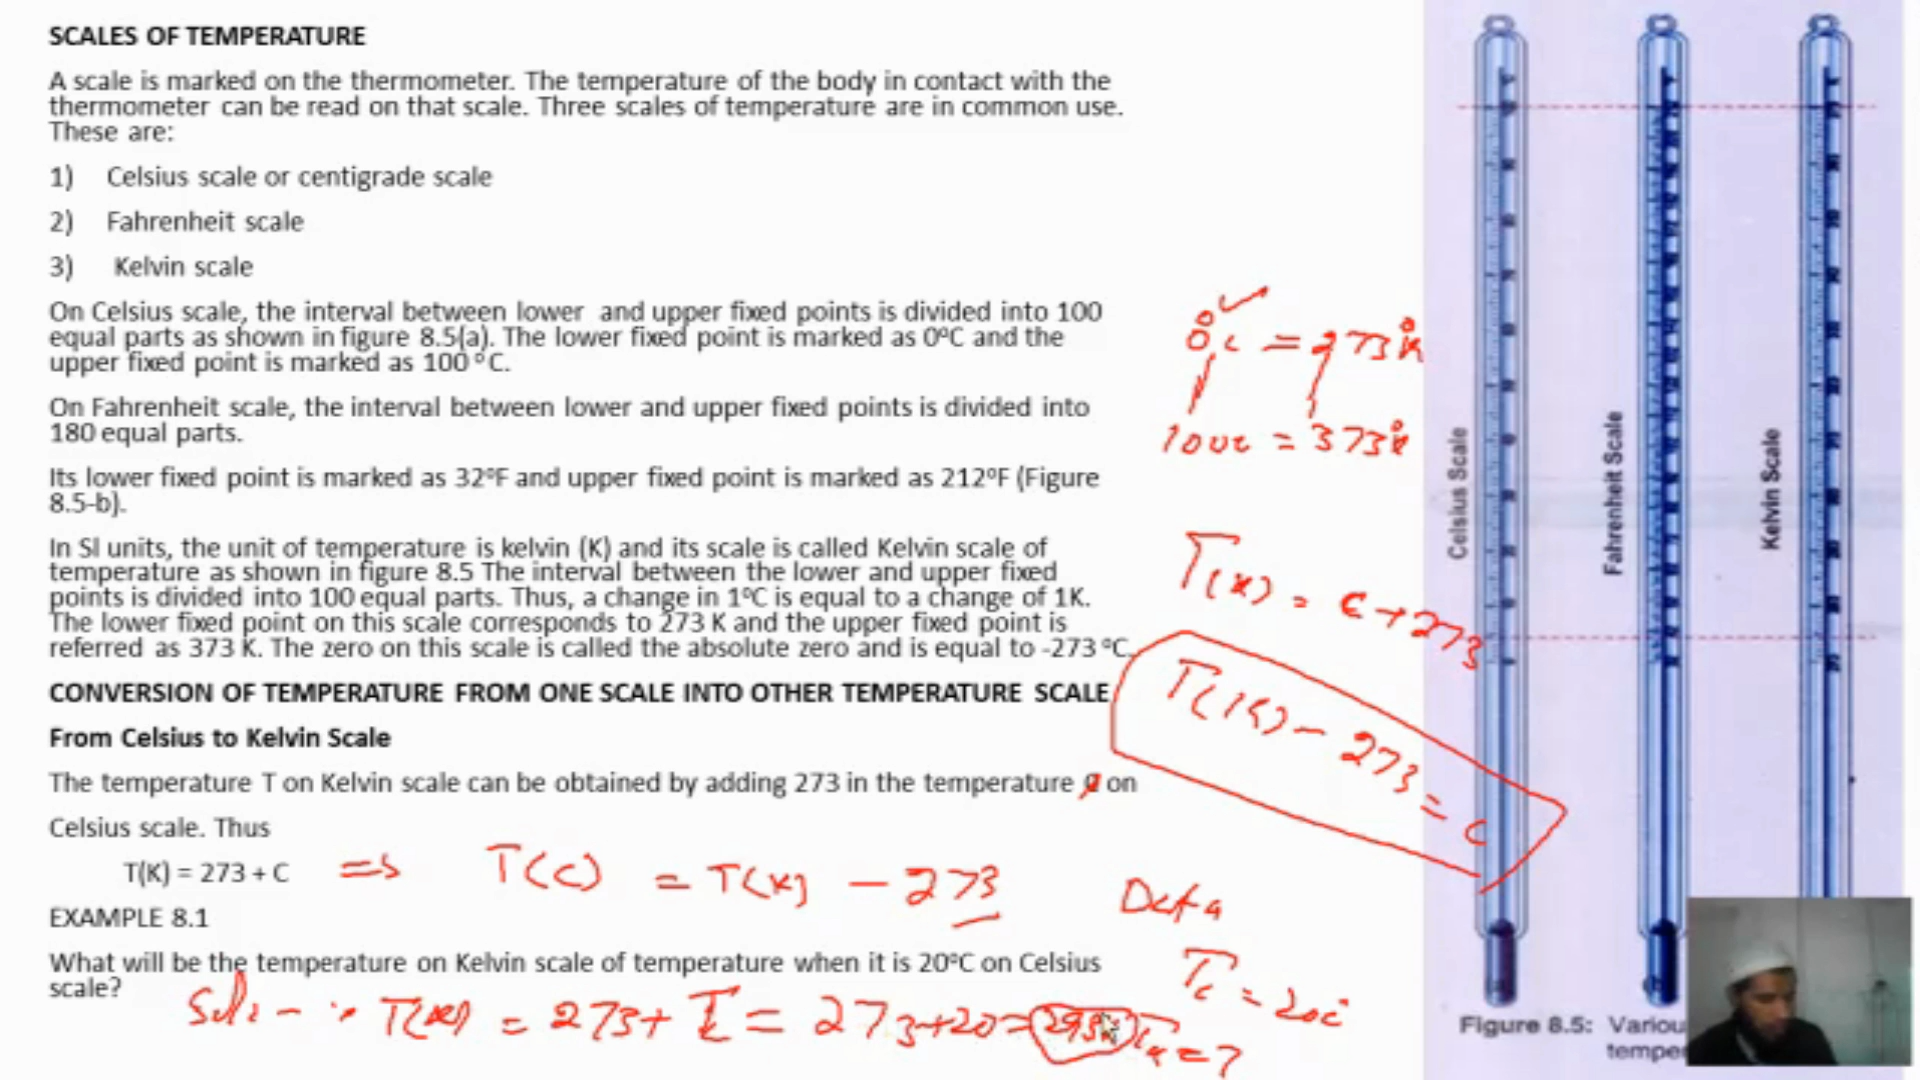 SCALES OF TEMPERATURE
A scale is marked on the thermometer. The temperature of the body in contact with the
thermometer can be read on that scale. Three scales of temperature are in common use.
These are:
1) Celsius scale or centigrade scale
2) Fahrenheit scale
3) Kelvin scale
On Celsius scale, the interval between lower and upper fixed points is divided into 100
equal parts as shown in figure 8.5(a). The lower fixed point is marked as 0⁰C and the
upper fixed point is marked as 100 ⁰ C.
On Fahrenheit scale, the interval between lower and upper fixed points is divided into
180 equal parts.
Its lower fixed point is marked as 32⁰F and upper fixed point is marked as 212⁰F (Figure
8.5-b).
In SI units, the unit of temperature is kelvin (K) and its scale is called Kelvin scale of
temperature as shown in figure 8.5 The interval between the lower and upper fixed
points is divided into 100 equal parts. Thus, a change in 1⁰C is equal to a change of 1K.
The lower fixed point on this scale corresponds to 273 K and the upper fixed point is
referred as 373 K. The zero on this scale is called the absolute zero and is equal to -273 ⁰C.
CONVERSION OF TEMPERATURE FROM ONE SCALE INTO OTHER TEMPERATURE SCALE
From Celsius to Kelvin Scale
The temperature T on Kelvin scale can be obtained by adding 273 in the temperature on
Celsius scale. Thus
T(K) = 273 + C => T(C) = T(K) - 273
EXAMPLE 8.1
What will be the temperature on Kelvin scale of temperature when it is 20⁰C on Celsius
scale?
T(K) = 273 + Tc = 273+20 = 293K
0°C = 273°K
100c = 373°K
T(K) = C+273
T(K) - 273 = C
Data
Tc = 20°c
TK = ?
Celsius Scale
Fahrenheit Scale
Kelvin Scale
Figure 8.5: Variou
tempe